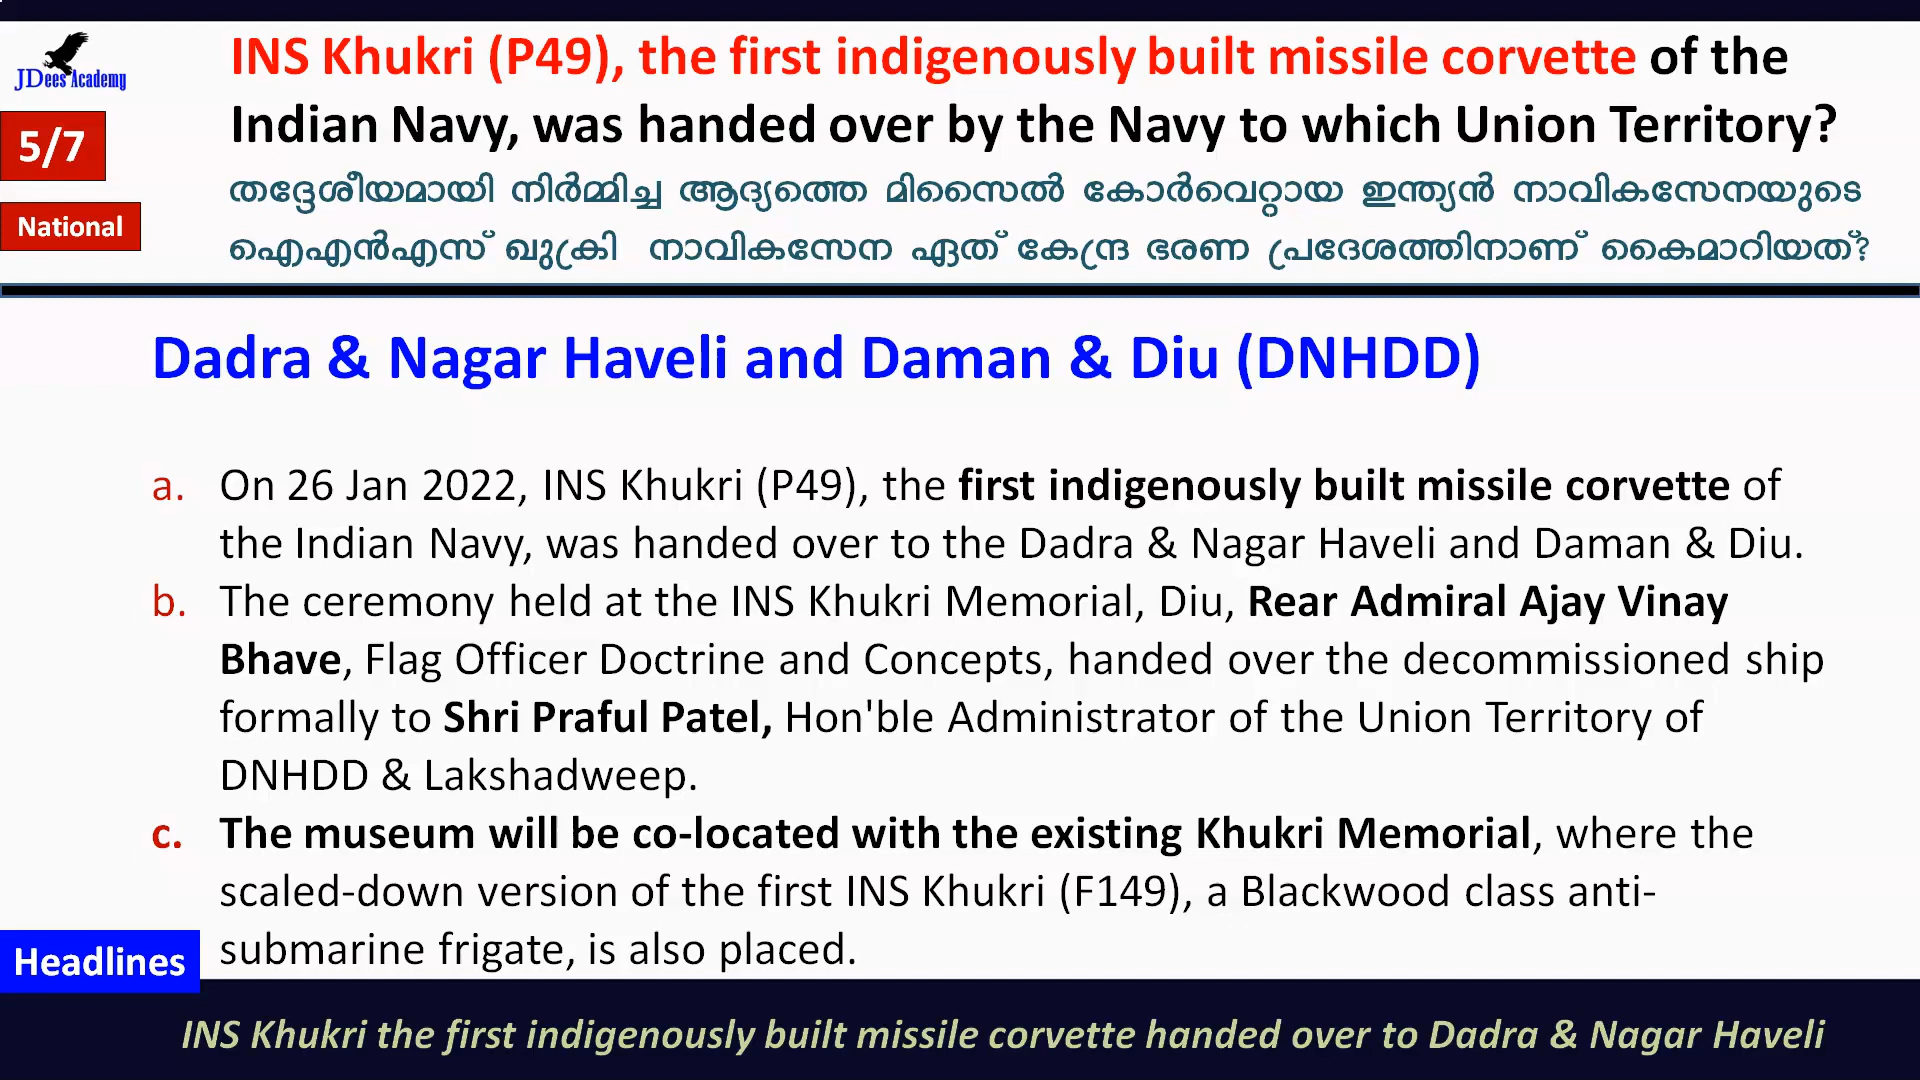 JDees Academy
INS Khukri (P49), the first indigenously built missile corvette of the
Indian Navy, was handed over by the Navy to which Union Territory?
5/7
തദ്ദേശീയമായി നിർമ്മിച്ച ആദ്യത്തെ മിസൈൽ കോർവെറ്റായ ഇന്ത്യൻ നാവികസേനയുടെ
National
ഐഎൻഎസ് ഖുക്രി നാവികസേന ഏത് കേന്ദ്ര ഭരണ പ്രദേശത്തിനാണ് കൈമാറിയത്?
Dadra & Nagar Haveli and Daman & Diu (DNHDD)
a. On 26 Jan 2022, INS Khukri (P49), the first indigenously built missile corvette of
the Indian Navy, was handed over to the Dadra & Nagar Haveli and Daman & Diu.
b. The ceremony held at the INS Khukri Memorial, Diu, Rear Admiral Ajay Vinay
Bhave, Flag Officer Doctrine and Concepts, handed over the decommissioned ship
formally to Shri Praful Patel, Hon'ble Administrator of the Union Territory of
DNHDD & Lakshadweep.
c. The museum will be co-located with the existing Khukri Memorial, where the
scaled-down version of the first INS Khukri (F149), a Blackwood class anti-
submarine frigate, is also placed.
Headlines
INS Khukri the first indigenously built missile corvette handed over to Dadra & Nagar Haveli